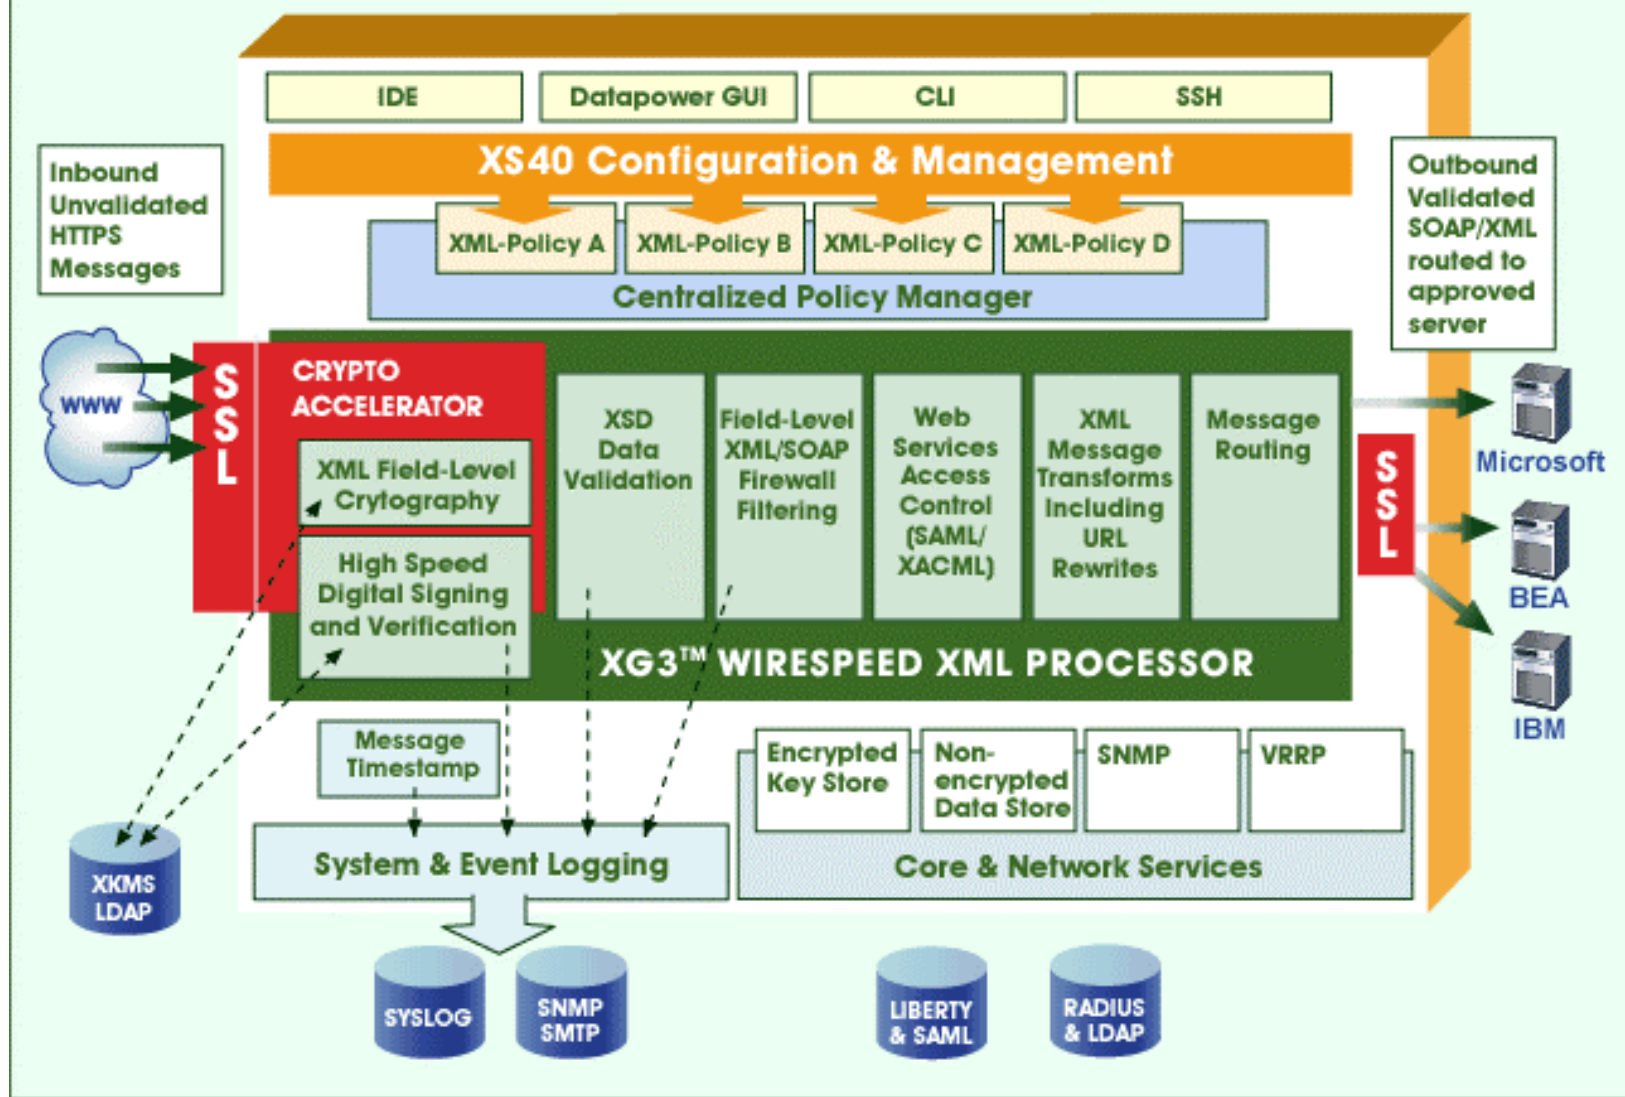 IDE
Datapower GUI
CLI
SSH
XS40 Configuration & Management
Inbound
Unvalidated
HTTPS
Messages
Outbound
Validated
SOAP/XML
routed to
approved
server
XML-Policy A
XML-Policy B
XML-Policy C
XML-Policy D
Centralized Policy Manager
WWW
S
S
L
CRYPTO
ACCELERATOR
XML Field-Level
Crytography
High Speed
Digital Signing
and Verification
XSD
Data
Validation
Field-Level
XML/SOAP
Firewall
Filtering
Web
Services
Access
Control
(SAML/
XACML)
XML
Message
Transforms
Including
URL
Rewrites
Message
Routing
XG3™ WIRESPEED XML PROCESSOR
S
S
L
Microsoft
BEA
IBM
Message
Timestamp
System & Event Logging
Encrypted
Key Store
Non-
encrypted
Data Store
SNMP
VRRP
Core & Network Services
XKMS
LDAP
SYSLOG
SNMP
SMTP
LIBERTY
& SAML
RADIUS
& LDAP